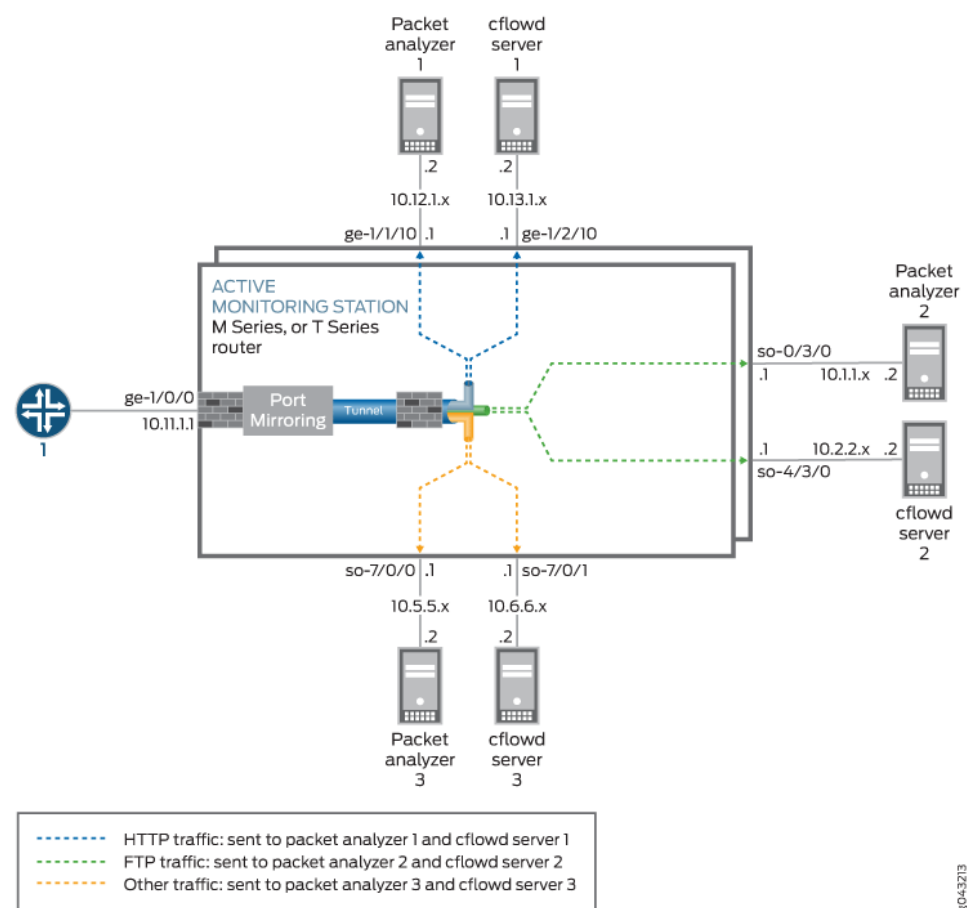 Packet
analyzer
1
cflowd
server
1
.2
.2
10.12.1.x
10.13.1.x
ge-1/1/10
.1
.1
ge-1/2/10
ACTIVE
MONITORING STATION
M Series, or T Series
router
Packet
analyzer
2
so-0/3/0
.1
10.1.1.x
.2
ge-1/0/0
10.11.1.1
1
Port
Mirroring
Tunnel
.1
10.2.2.x
.2
so-4/3/0
cflowd
server
2
so-7/0/0
.1
.1
so-7/0/1
10.5.5.x
10.6.6.x
.2
.2
Packet
analyzer
3
cflowd
server
3
HTTP traffic: sent to packet analyzer 1 and cflowd server 1
FTP traffic: sent to packet analyzer 2 and cflowd server 2
Other traffic: sent to packet analyzer 3 and cflowd server 3